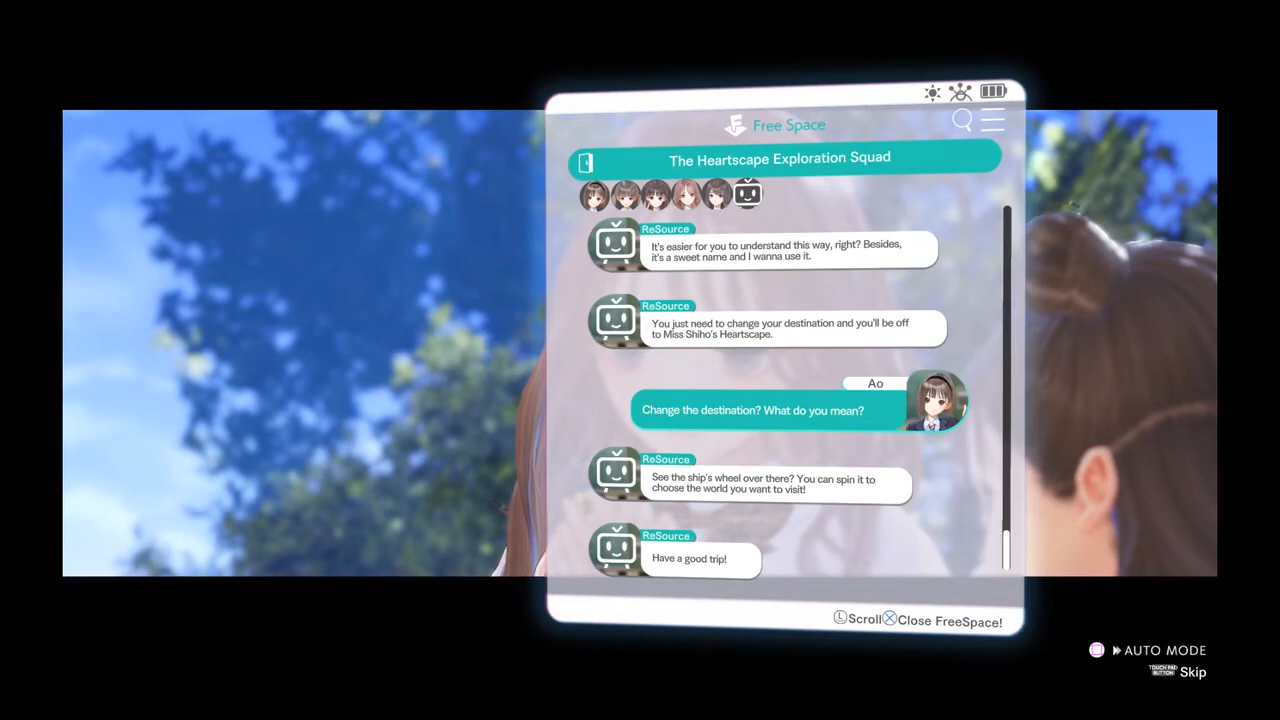 Free Space
The Heartscape Exploration Squad
ReSource
It's easier for you to understand this way, right? Besides,
it's a sweet name and I wanna use it.
ReSource
You just need to change your destination and you'll be off
to Miss Shiho's Heartscape.
Ao
Change the destination? What do you mean?
ReSource
See the ship's wheel over there? You can spin it to
choose the world you want to visit!
ReSource
Have a good trip!
L Scroll Close FreeSpace!
AUTO MODE
TOUCH PAD
BUTTON
Skip